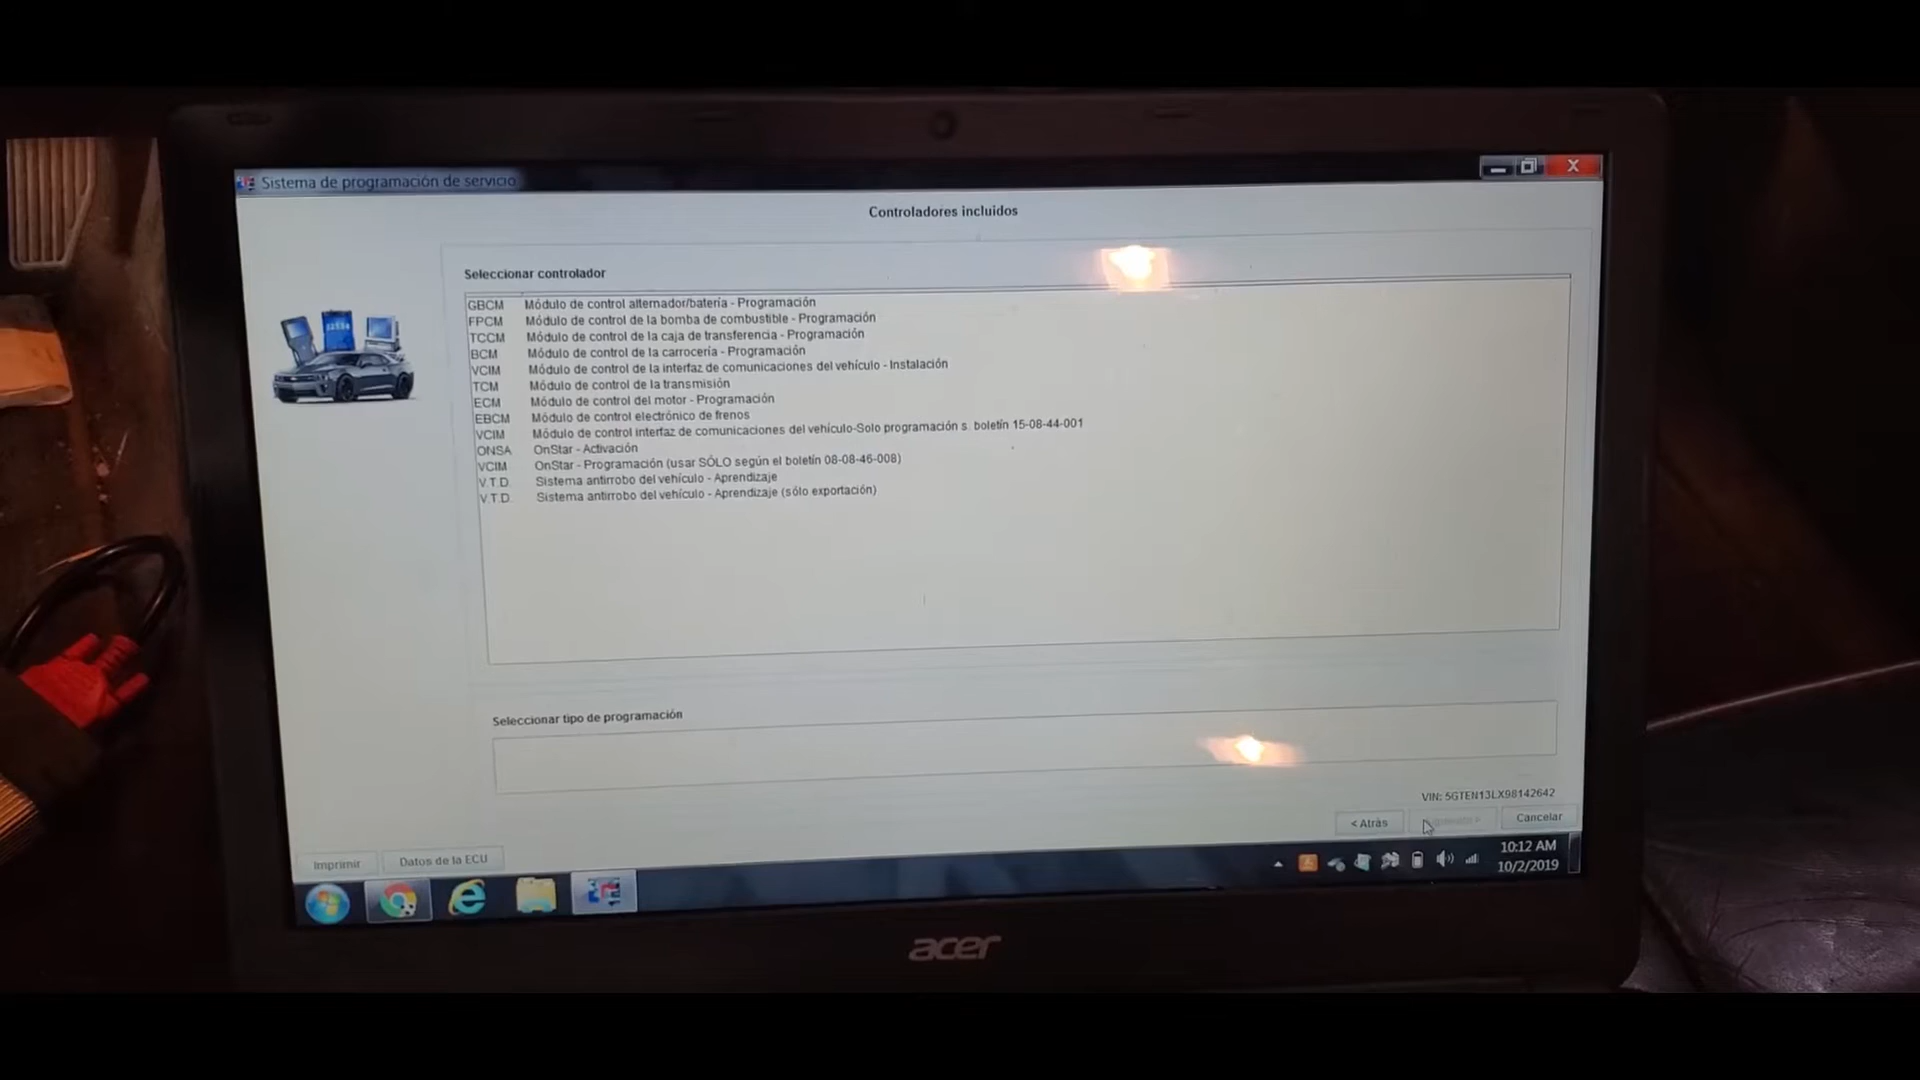 Sistema de programación de servicio
Controladores incluidos
Seleccionar controlador
GBCM Módulo de control alternador/batería - Programación
FPCM Módulo de control de la bomba de combustible - Programación
TCCM Módulo de control de la caja de transferencia - Programación
BCM Módulo de control de la carrocería - Programación
VCIM Módulo de control de la interfaz de comunicaciones del vehículo - Instalación
TCM Módulo de control de la transmisión
ECM Módulo de control del motor - Programación
EBCM Módulo de control electrónico de frenos
VCIM Módulo de control interfaz de comunicaciones del vehículo-Solo programación s. boletín 15-08-44-001
ONSA OnStar - Activación
VCIM OnStar - Programación (usar SÓLO según el boletín 08-08-46-008)
V.T.D. Sistema antirrobo del vehículo - Aprendizaje
V.T.D. Sistema antirrobo del vehículo - Aprendizaje (sólo exportación)
Seleccionar tipo de programación
VIN: 5GTEN13LX98142642
< Atrás
Cancelar
Imprimir
Datos de la ECU
10:12 AM
10/2/2019
acer